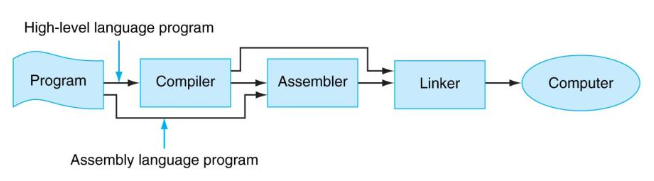 High-level language program
Program
Compiler
Assembler
Linker
Computer
Assembly language program